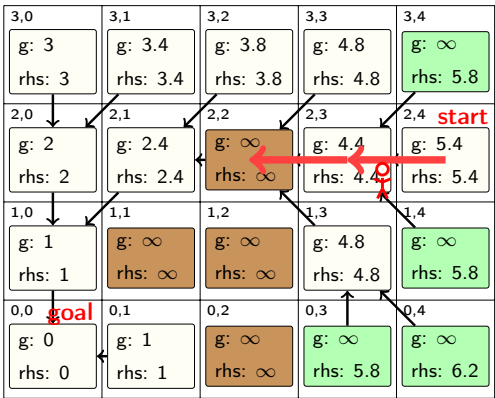 3,0 3,1 3,2 3,3 3,4
g: 3 g: 3.4 g: 3.8 g: 4.8 g: ∞
rhs: 3 rhs: 3.4 rhs: 3.8 rhs: 4.8 rhs: 5.8
2,0 2,1 2,2 2,3 2,4
start
g: 2 g: 2.4 g: ∞ g: 4.4 g: 5.4
rhs: 2 rhs: 2.4 rhs: ∞ rhs: 4.4 rhs: 5.4
1,0 1,1 1,2 1,3 1,4
g: 1 g: ∞ g: ∞ g: 4.8 g: ∞
rhs: 1 rhs: ∞ rhs: ∞ rhs: 4.8 rhs: 5.8
0,0 0,1 0,2 0,3 0,4
goal
g: 0 g: 1 g: ∞ g: ∞ g: ∞
rhs: 0 rhs: 1 rhs: ∞ rhs: 5.8 rhs: 6.2